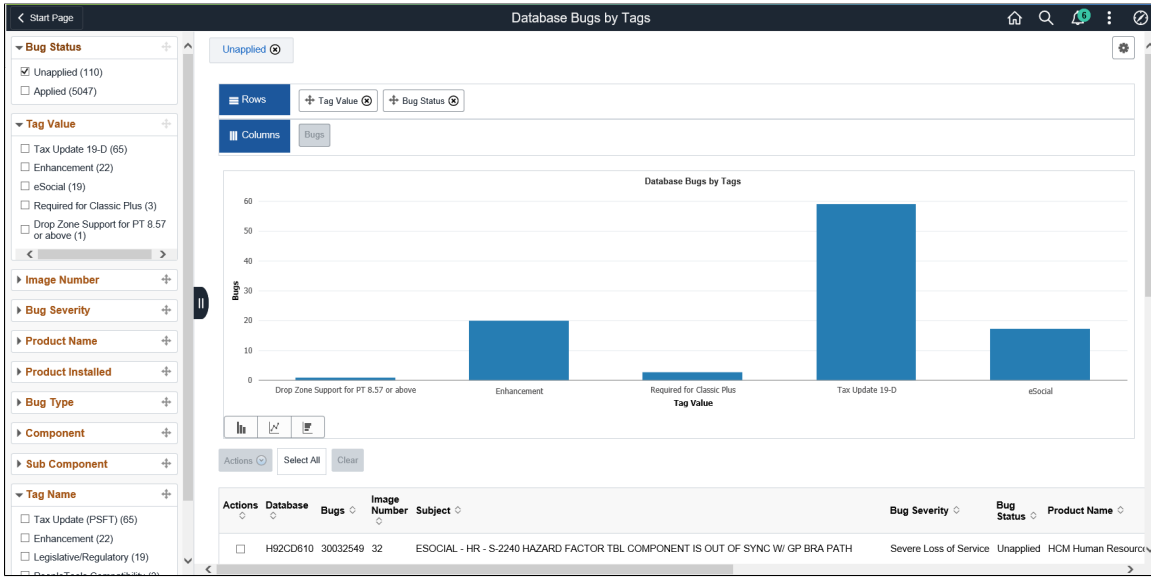 Start Page
Database Bugs by Tags
6
Bug Status
Unapplied (110)
Applied (5047)
Tag Value
Tax Update 19-D (65)
Enhancement (22)
eSocial (19)
Required for Classic Plus (3)
Drop Zone Support for PT 8.57
or above (1)
Image Number
Bug Severity
Product Name
Product Installed
Bug Type
Component
Sub Component
Tag Name
Tax Update (PSFT) (65)
Enhancement (22)
Legislative/Regulatory (19)
Unapplied
Rows
Tag Value
Bug Status
Columns
Bugs
Database Bugs by Tags
60
50
40
30
20
10
0
Bugs
Drop Zone Support for PT 8.57 or above
Enhancement
Required for Classic Plus
Tax Update 19-D
eSocial
Tag Value
Actions
Select All
Clear
Actions
Database
Bugs
Image
Number
Subject
Bug Severity
Bug
Status
Product Name
H92CD610 30032549 32 ESOCIAL - HR - S-2240 HAZARD FACTOR TBL COMPONENT IS OUT OF SYNC W/ GP BRA PATH Severe Loss of Service Unapplied HCM Human